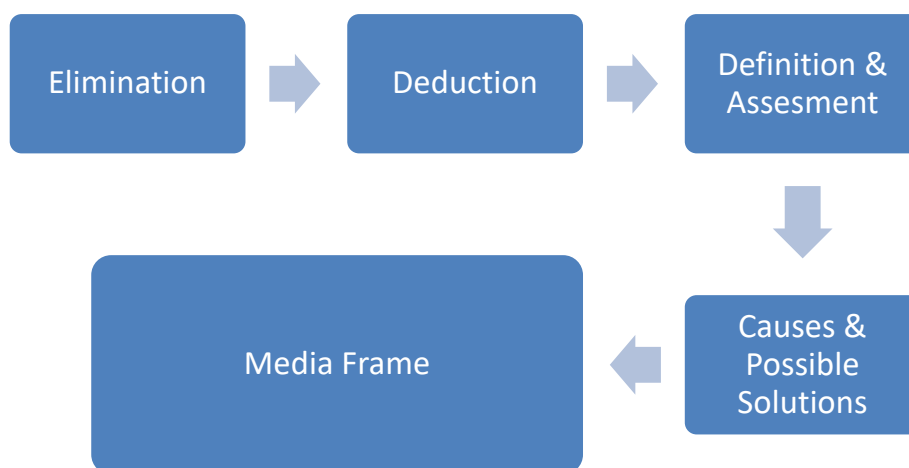 Elimination
Deduction
Definition &
Assesment
Causes &
Possible
Solutions
Media Frame